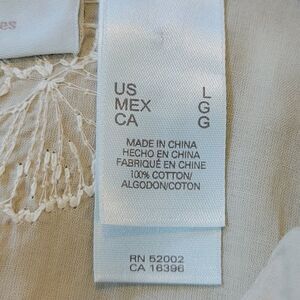 es
US L
MEX G
CA G
MADE IN CHINA
HECHO EN CHINA
FABRIQUÉ EN CHINE
100% COTTON/
ALGODON/COTON
RN 52002
CA 16396